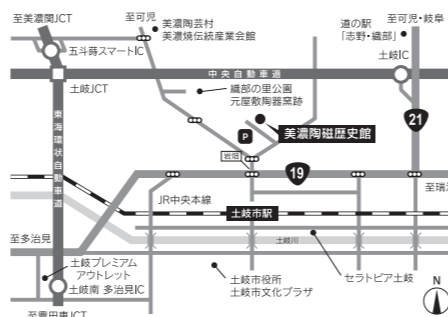 至美濃関JCT
至可児
美濃陶芸村
美濃焼伝統産業会館
道の駅
「志野・織部」
至可児・岐阜
五斗蒔スマートIC
土岐IC
中央自動車道
土岐JCT
織部の里公園
元屋敷陶器窯跡
21
P
美濃陶磁歴史館
岩畑
19
東海環状自動車道
JR中央本線
至瑞浪
土岐市駅
至多治見
土岐川
土岐プレミアム
アウトレット
土岐南 多治見IC
土岐市役所
土岐市文化プラザ
セラトピア土岐
N
至豊田東JCT